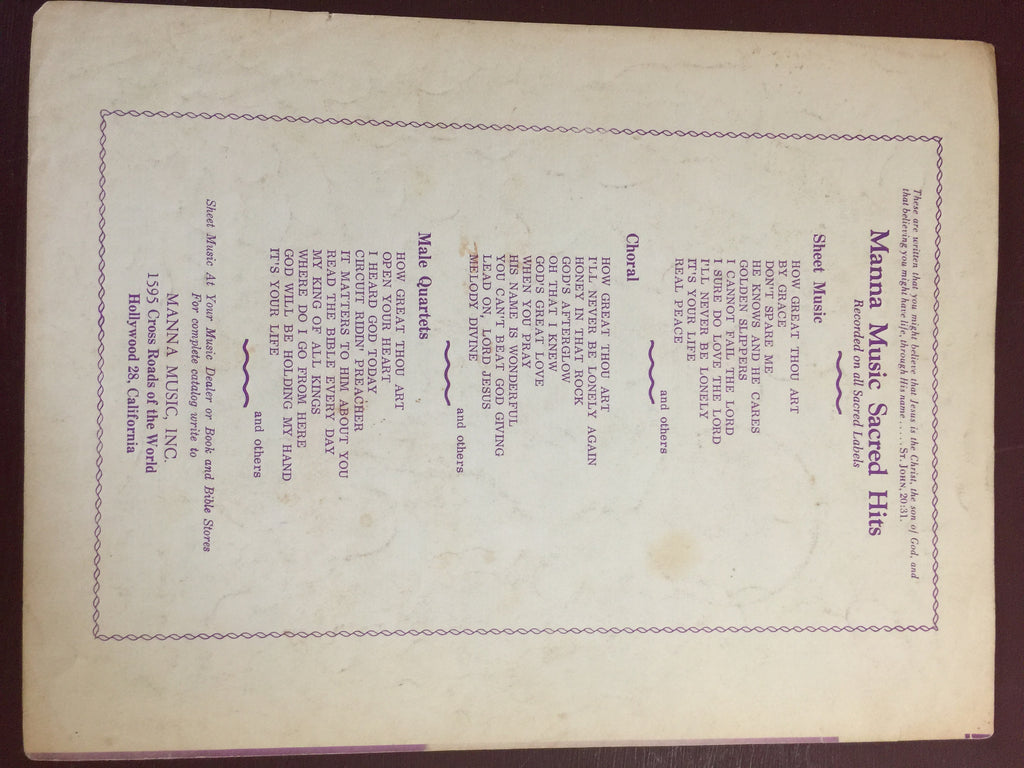 These are written that you might believe that Jesus is the Christ, the son of God, and
that believing you might have life, through His name . . . . . ST. JOHN, 20:31.
Manna Music Sacred Hits
Recorded on all Sacred Labels
Sheet Music
HOW GREAT THOU ART
BY GRACE
DON'T SPARE ME
HE KNOWS AND HE CARES
GOLDEN SLIPPERS
I CANNOT FAIL THE LORD
I SURE DO LOVE THE LORD
I'LL NEVER BE LONELY
IT'S YOUR LIFE
REAL PEACE
and others
Choral
HOW GREAT THOU ART
I'LL NEVER BE LONELY AGAIN
HONEY IN THAT ROCK
GOD'S AFTERGLOW
OH THAT I KNEW
GOD'S GREAT LOVE
WHEN YOU PRAY
HIS NAME IS WONDERFUL
YOU CAN'T BEAT GOD GIVING
LEAD ON, LORD JESUS
MELODY DIVINE
and others
Male Quartets
HOW GREAT THOU ART
OPEN YOUR HEART
I HEARD GOD TODAY
CIRCUIT RIDIN' PREACHER
IT MATTERS TO HIM ABOUT YOU
READ THE BIBLE EVERY DAY
MY KING OF ALL KINGS
WHERE DO I GO FROM HERE
GOD WILL BE HOLDING MY HAND
IT'S YOUR LIFE
and others
Sheet Music At Your Music Dealer or Book and Bible Stores
For complete catalog write to
MANNA MUSIC, INC.
1595 Cross Roads of the World
Hollywood 28, California